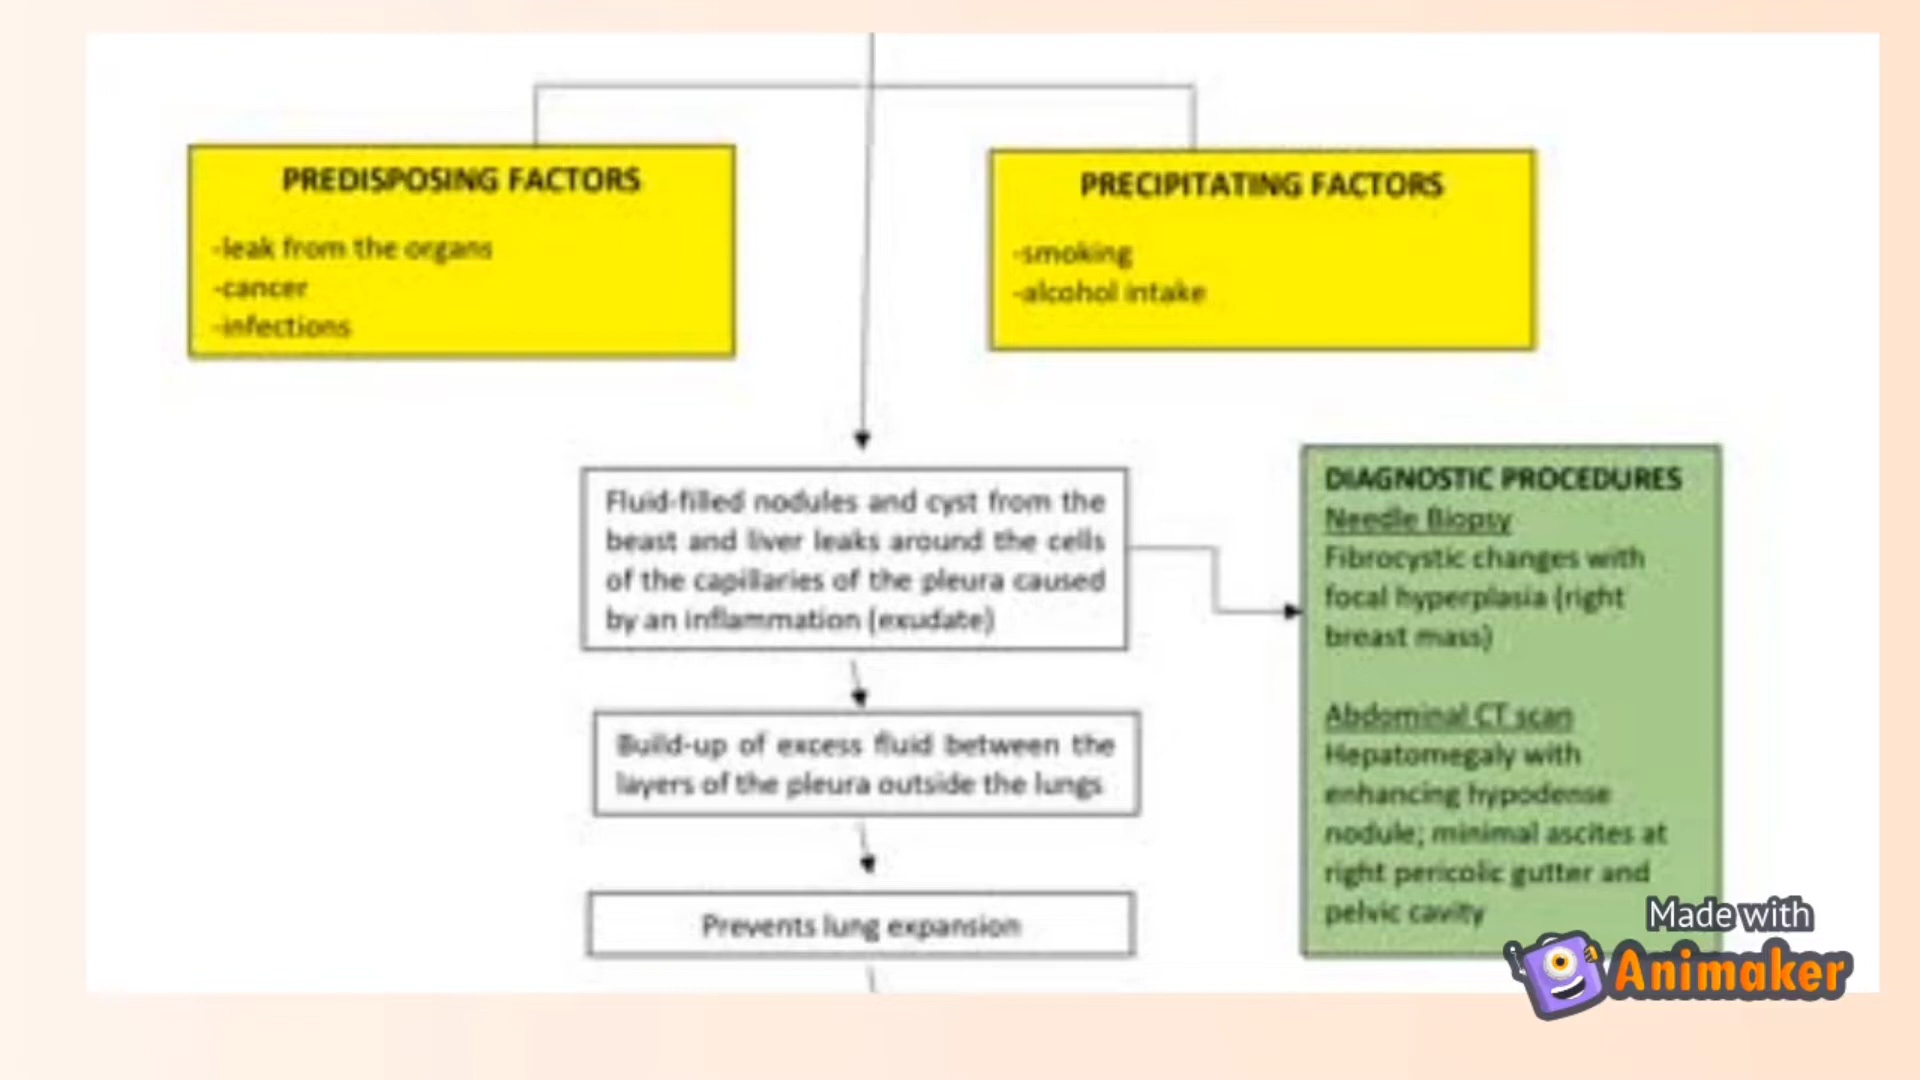 PREDISPOSING FACTORS
-leak from the organs
-cancer
-infections
PRECIPITATING FACTORS
-smoking
-alcohol intake
Fluid-filled nodules and cyst from the
beast and liver leaks around the cells
of the capillaries of the pleura caused
by an inflammation (exudate)
Build-up of excess fluid between the
layers of the pleura outside the lungs
Prevents lung expansion
DIAGNOSTIC PROCEDURES
Needle Biopsy
Fibrocystic changes with
focal hyperplasia (right
breast mass)
Abdominal CT scan
Hepatomegaly with
enhancing hypodense
nodule; minimal ascites at
right pericolic gutter and
pelvic cavity
Made with
Animaker